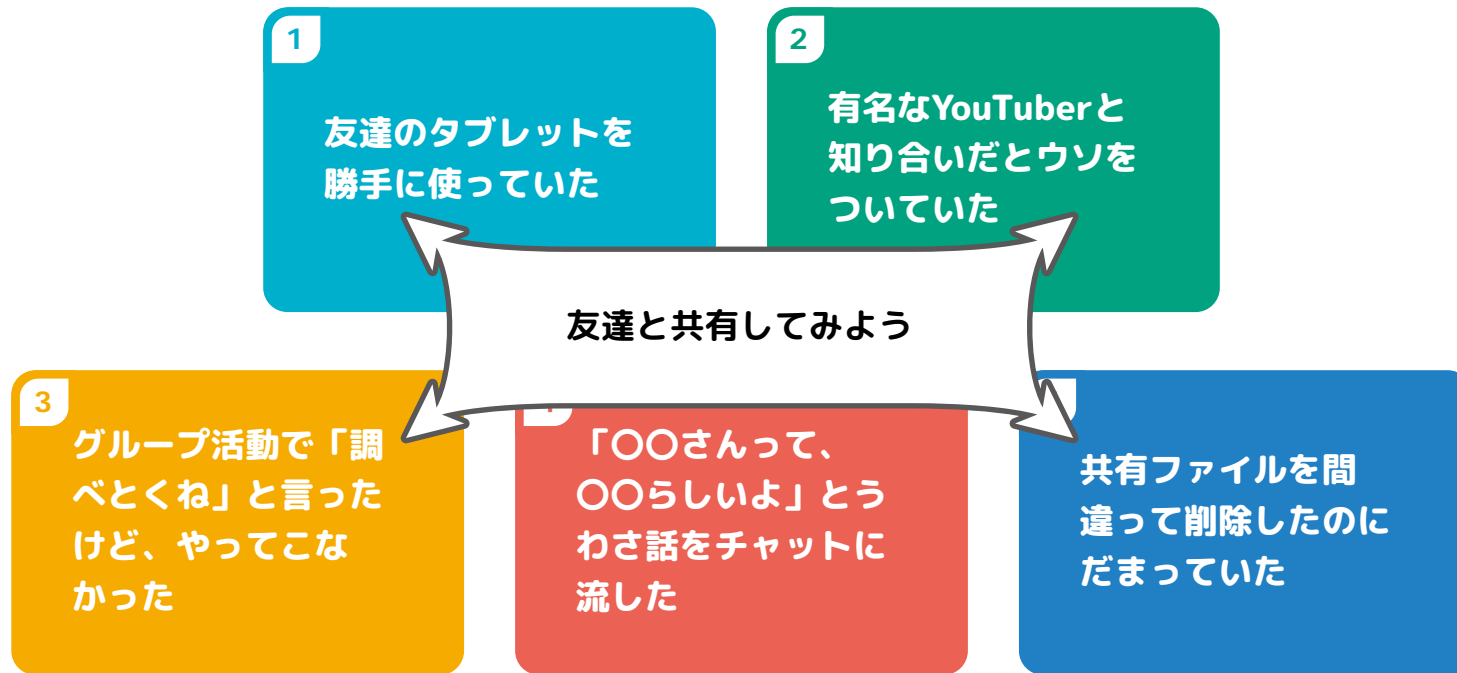 1
友達のタブレットを
勝手に使っていた
2
有名なYouTuberと
知り合いだとウソを
ついていた
友達と共有してみよう
3
グループ活動で「調
べとくね」と言った
けど、やってこな
かった
「〇〇さんって、
〇〇らしいよ」とう
わさ話をチャットに
流した
共有ファイルを間
違って削除したのに
だまっていた